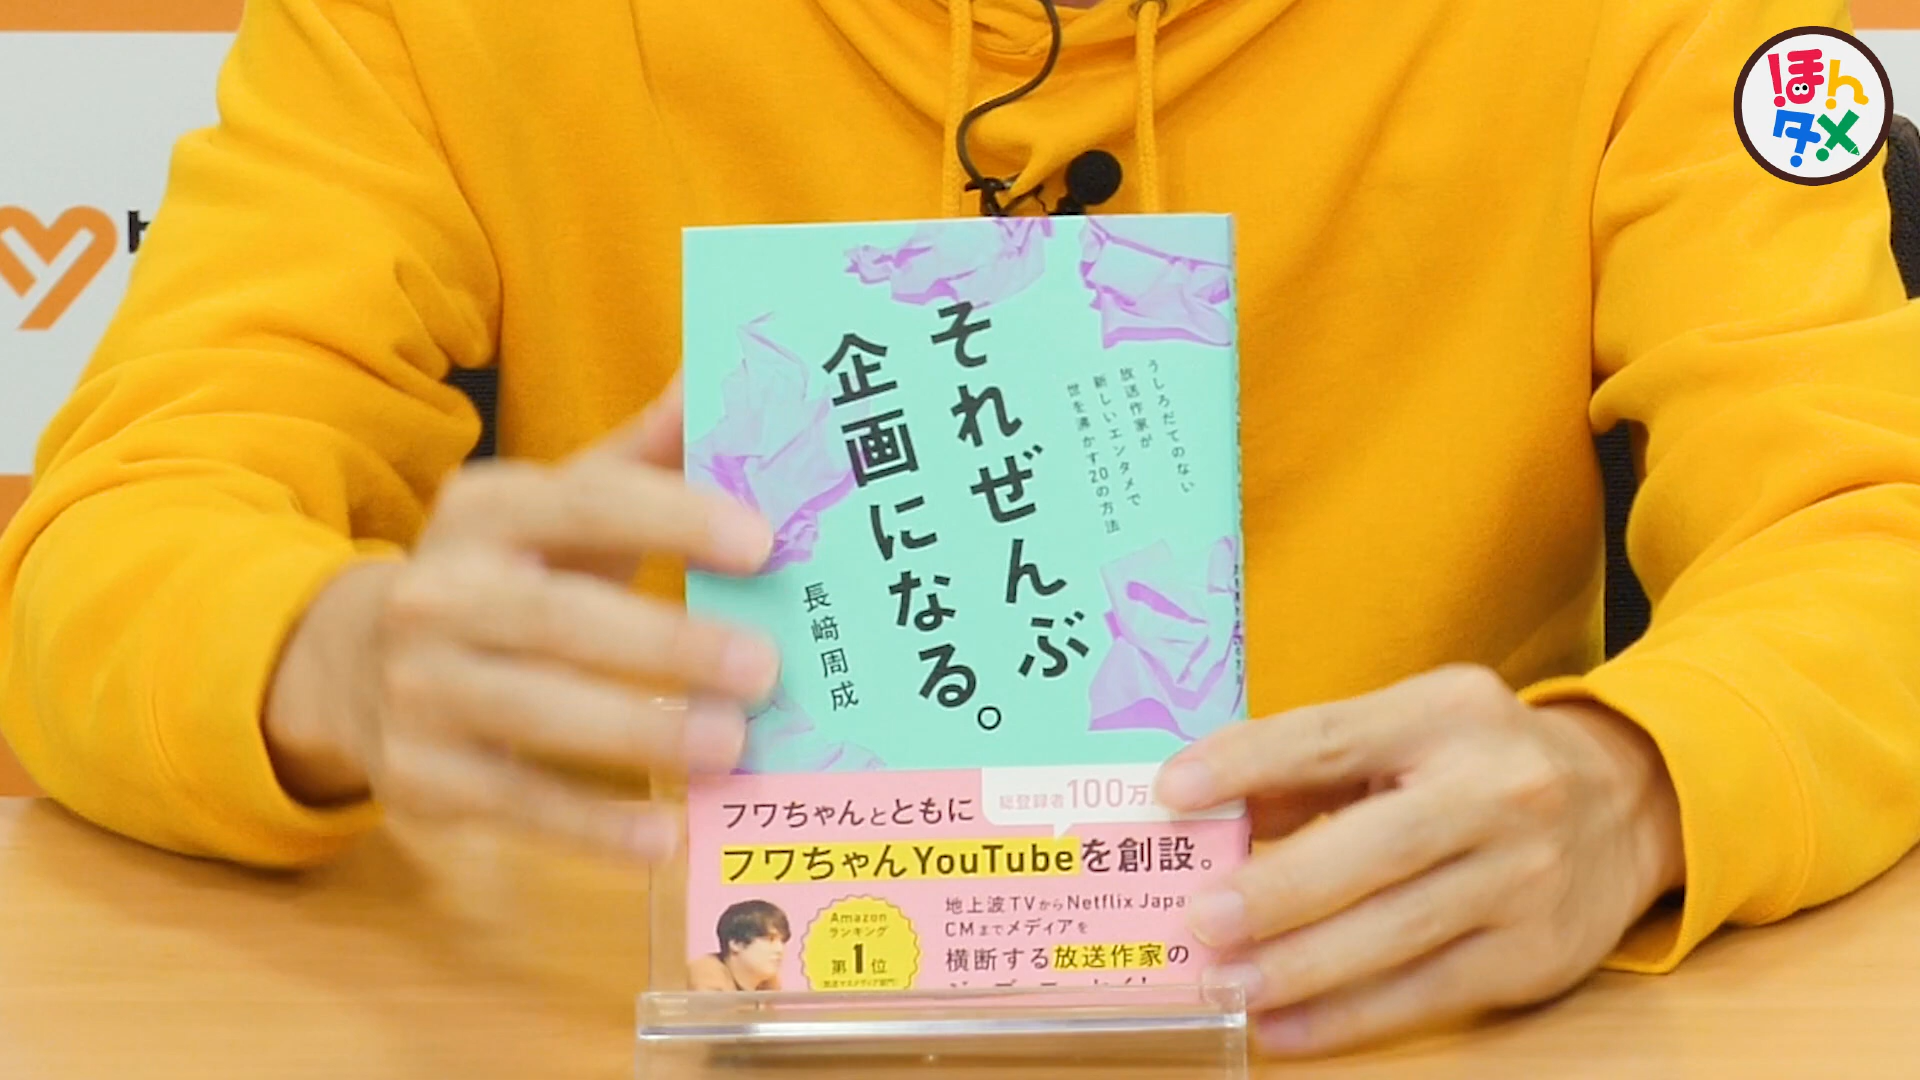 ほん
タメ
ト
うしろだてのない
放送作家が
新しいエンタメで
世を沸かす20の方法
それぜんぶ
企画になる。
長﨑周成
総登録者100万
フワちゃんとともに
フワちゃんYouTubeを創設。
Amazon
ランキング
第1位
地上波TVからNetflix Japa
CMまでメディアを
横断する放送作家の